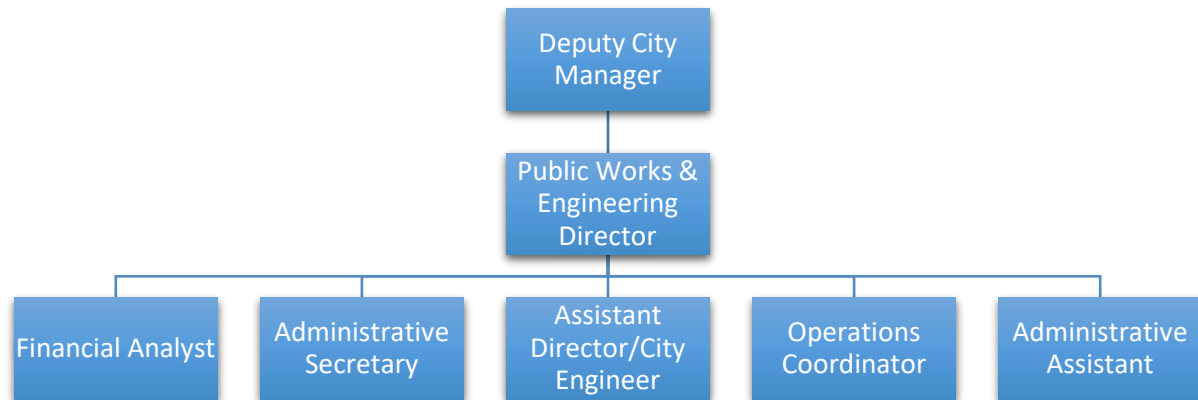 Deputy City
Manager
Public Works &
Engineering
Director
Financial Analyst
Administrative
Secretary
Assistant
Director/City
Engineer
Operations
Coordinator
Administrative
Assistant